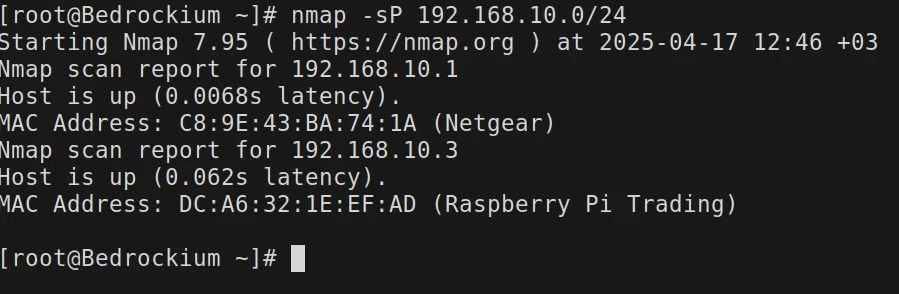 [root@Bedrockium ~]# nmap -sP 192.168.10.0/24
Starting Nmap 7.95 ( https://nmap.org ) at 2025-04-17 12:46 +03
Nmap scan report for 192.168.10.1
Host is up (0.0068s latency).
MAC Address: C8:9E:43:BA:74:1A (Netgear)
Nmap scan report for 192.168.10.3
Host is up (0.062s latency).
MAC Address: DC:A6:32:1E:EF:AD (Raspberry Pi Trading)
[root@Bedrockium ~]#